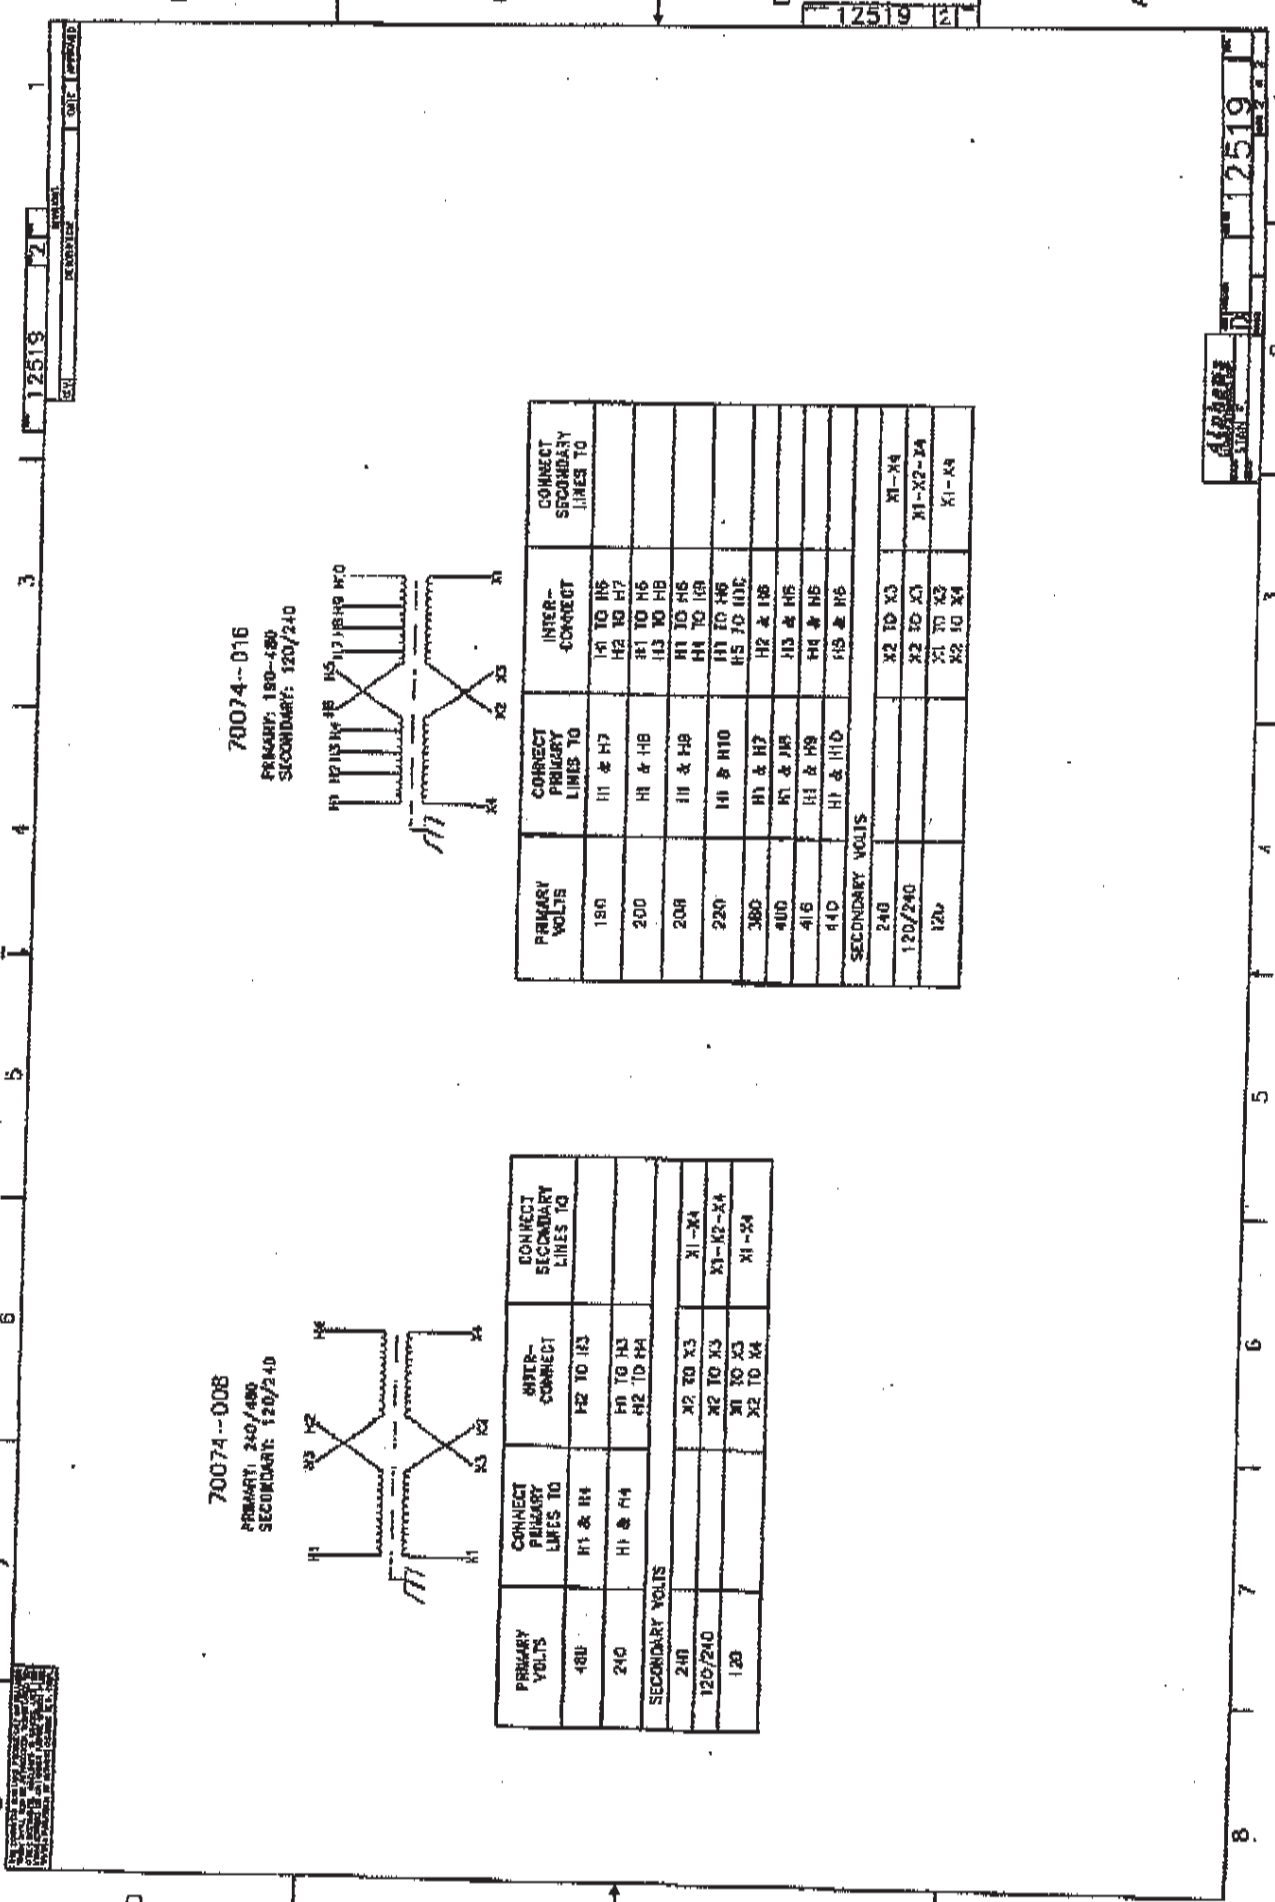 12519 2
REV DESCRIPTION DATE APPROVED
12519 2
70074-008
PRIMARY: 240/480
SECONDARY: 120/240
H1 H3 H2 H4
X1 X3 X2 X4
PRIMARY VOLTS
CONNECT PRIMARY LINES TO
INTER-CONNECT
CONNECT SECONDARY LINES TO
480 H1 & H4 H2 TO H3
240 H1 & H4 H1 TO H3
H2 TO H4
SECONDARY VOLTS
240 X2 TO X3 X1-X4
120/240 X2 TO X3 X1-X2-X4
120 X1 TO X3 X1-X4
X2 TO X4
70074-016
PRIMARY: 190-480
SECONDARY: 120/240
H1 H2 H3 H4 H6 H5 H7 H8 H9 H10
X4 X2 X3 X1
PRIMARY VOLTS
CONNECT PRIMARY LINES TO
INTER-CONNECT
CONNECT SECONDARY LINES TO
190 H1 & H7 H1 TO H6
H2 TO H7
200 H1 & H8 H1 TO H6
H3 TO H8
208 H1 & H9 H1 TO H6
H4 TO H9
220 H1 & H10 H1 TO H6
H5 TO H10
380 H1 & H7 H2 & H6
400 H1 & H8 H3 & H6
416 H1 & H9 H4 & H6
440 H1 & H10 H5 & H6
SECONDARY VOLTS
240 X2 TO X3 X1-X4
120/240 X2 TO X3 X1-X2-X4
120 X1 TO X3 X1-X4
X2 TO X4
D 12519
8 7 6 5 4 3
6 5 4 3 1